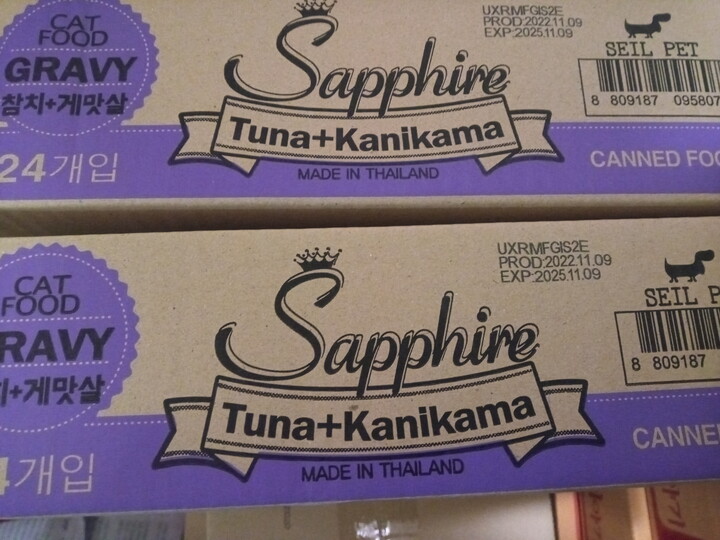 CAT
FOOD
GRAVY
참치+게맛살
24개입
Sapphire
Tuna+Kanikama
MADE IN THAILAND
UXRMFGIS2E
PROD:2022.11.09
EXP:2025.11.09
SEIL PET
8 809187 095807
CANNED FOO
CAT
FOOD
RAVY
+게맛살
4개입
Sapphire
Tuna+Kanikama
MADE IN THAILAND
UXRMFGIS2E
PROD:2022.11.09
EXP:2025.11.09
SEIL P
8 809187
CANNE